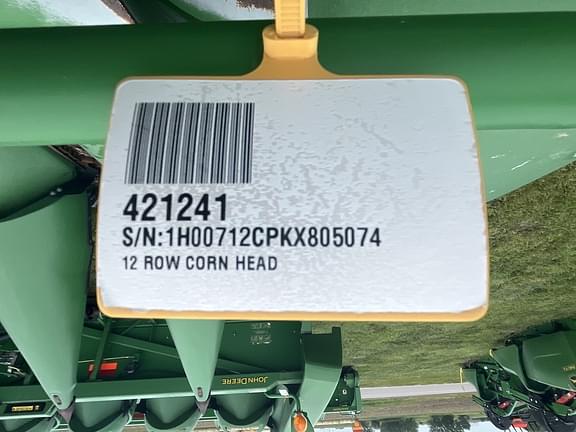 421241
S/N:1H00712CPKX805074
12 ROW CORN HEAD
JOHN DEERE